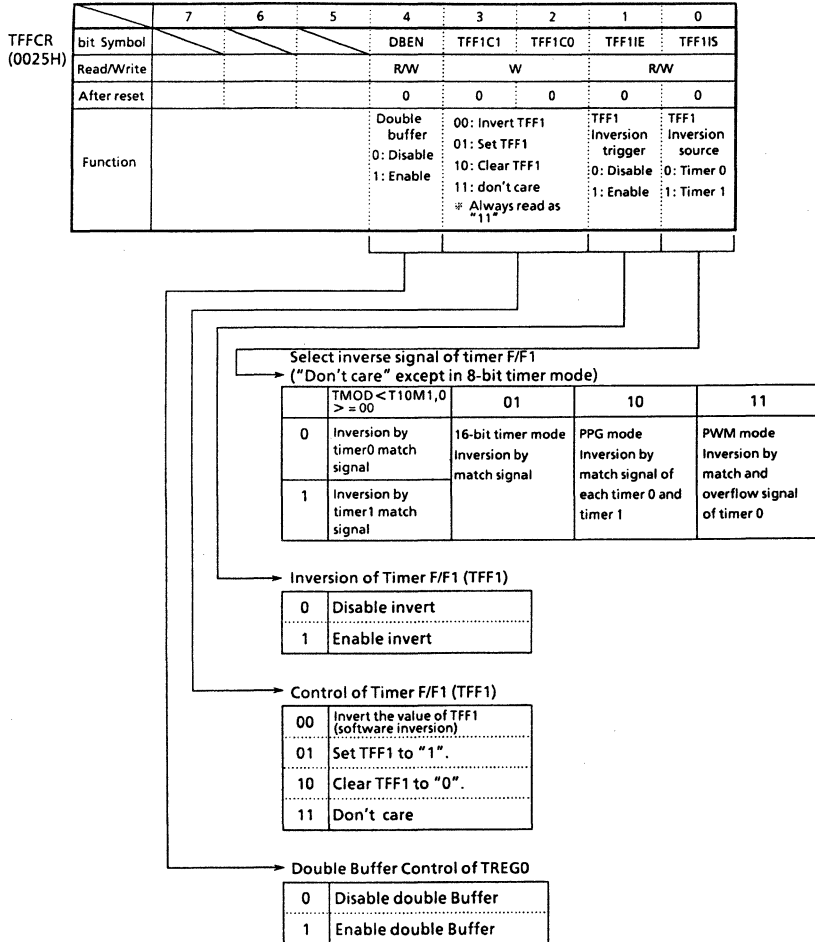 7 6 5 4 3 2 1 0
TFFCR
(0025H)
bit Symbol DBEN TFF1C1 TFF1C0 TFF1IE TFF1IS
Read/Write R/W W R/W
After reset 0 0 0 0 0
Function
Double
buffer
0: Disable
1: Enable
00: Invert TFF1
01: Set TFF1
10: Clear TFF1
11: don't care
※ Always read as
"11"
TFF1
Inversion
trigger
0: Disable
1: Enable
TFF1
Inversion
source
0: Timer 0
1: Timer 1
Select inverse signal of timer F/F1
("Don't care" except in 8-bit timer mode)
TMOD<T10M1,0
> = 00
01
10
11
0
Inversion by
timer0 match
signal
1
Inversion by
timer1 match
signal
16-bit timer mode
Inversion by
match signal
PPG mode
Inversion by
match signal of
each timer 0 and
timer 1
PWM mode
Inversion by
match and
overflow signal
of timer 0
Inversion of Timer F/F1 (TFF1)
0 Disable invert
1 Enable invert
Control of Timer F/F1 (TFF1)
00 Invert the value of TFF1
(software inversion)
01 Set TFF1 to "1".
10 Clear TFF1 to "0".
11 Don't care
Double Buffer Control of TREG0
0 Disable double Buffer
1 Enable double Buffer